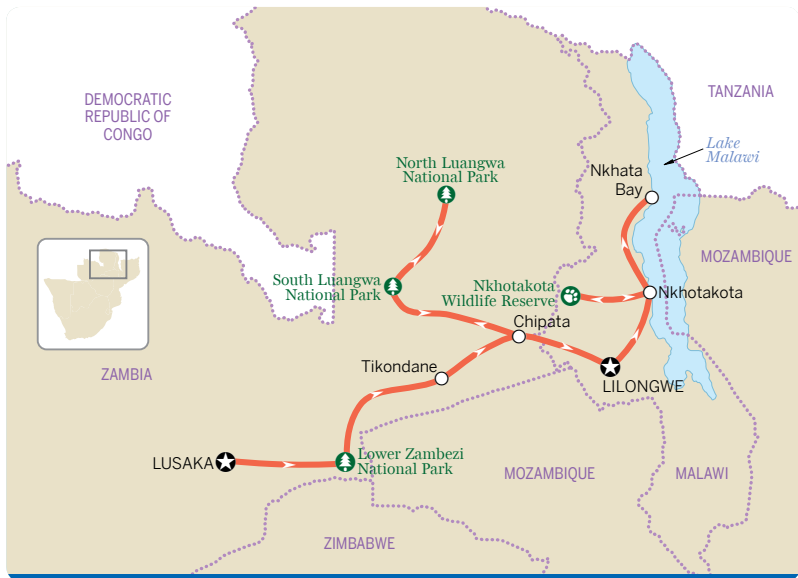 DEMOCRATIC
REPUBLIC OF
CONGO
TANZANIA
Lake
Malawi
North Luangwa
National Park
Nkhata
Bay
MOZAMBIQUE
South Luangwa
National Park
Nkhotakota
Wildlife Reserve
Nkhotakota
Chipata
Tikondane
ZAMBIA
LILONGWE
LUSAKA
Lower Zambezi
National Park
MOZAMBIQUE
MALAWI
ZIMBABWE